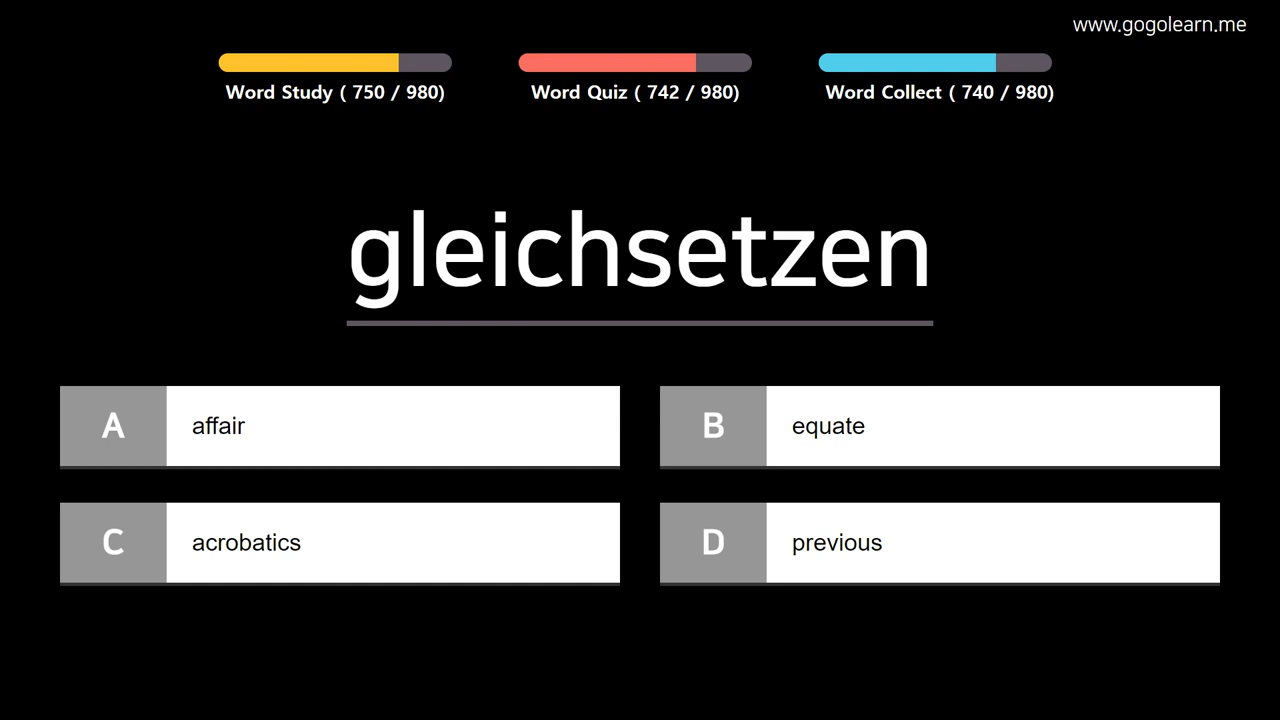 www.gogolearn.me
Word Study ( 750 / 980)
Word Quiz ( 742 / 980)
Word Collect ( 740 / 980)
gleichsetzen
A affair
B equate
C acrobatics
D previous